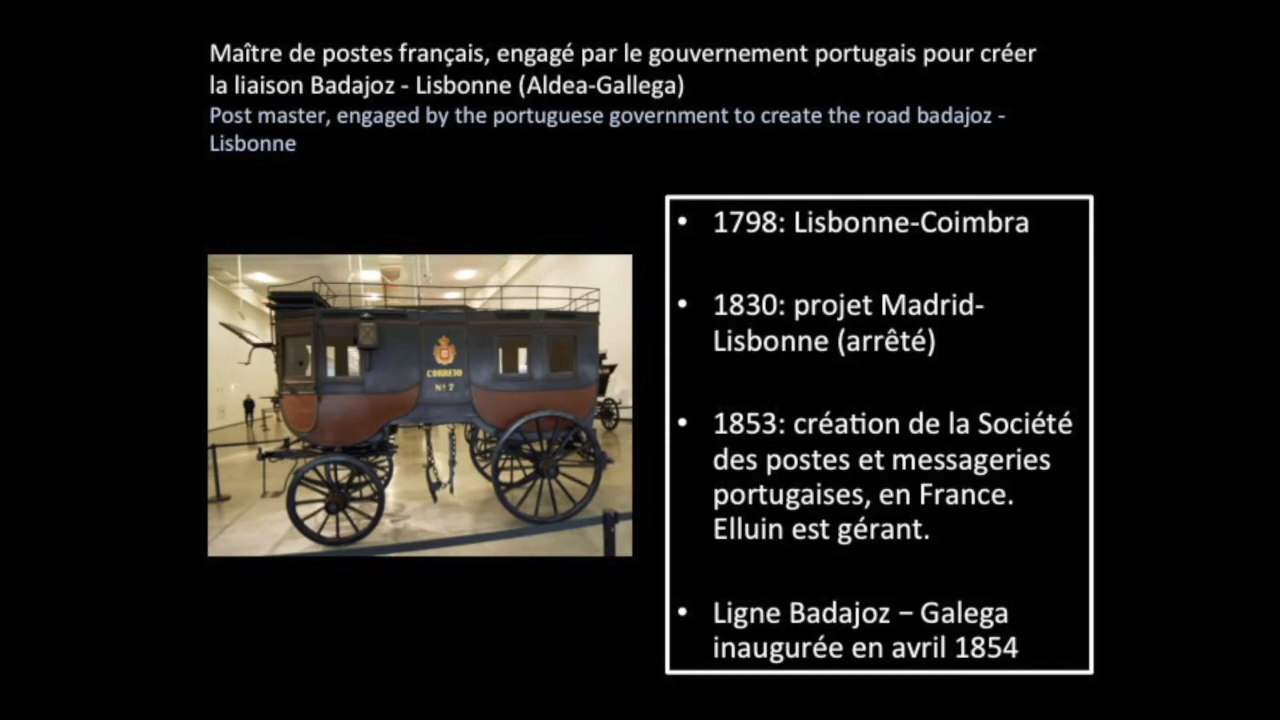 Maître de postes français, engagé par le gouvernement portugais pour créer
la liaison Badajoz - Lisbonne (Aldea-Gallega)
Post master, engaged by the portuguese government to create the road badajoz -
Lisbonne
CORREIO
Nº 7
• 1798: Lisbonne-Coimbra
• 1830: projet Madrid-
Lisbonne (arrêté)
• 1853: création de la Société
des postes et messageries
portugaises, en France.
Elluin est gérant.
• Ligne Badajoz – Galega
inaugurée en avril 1854